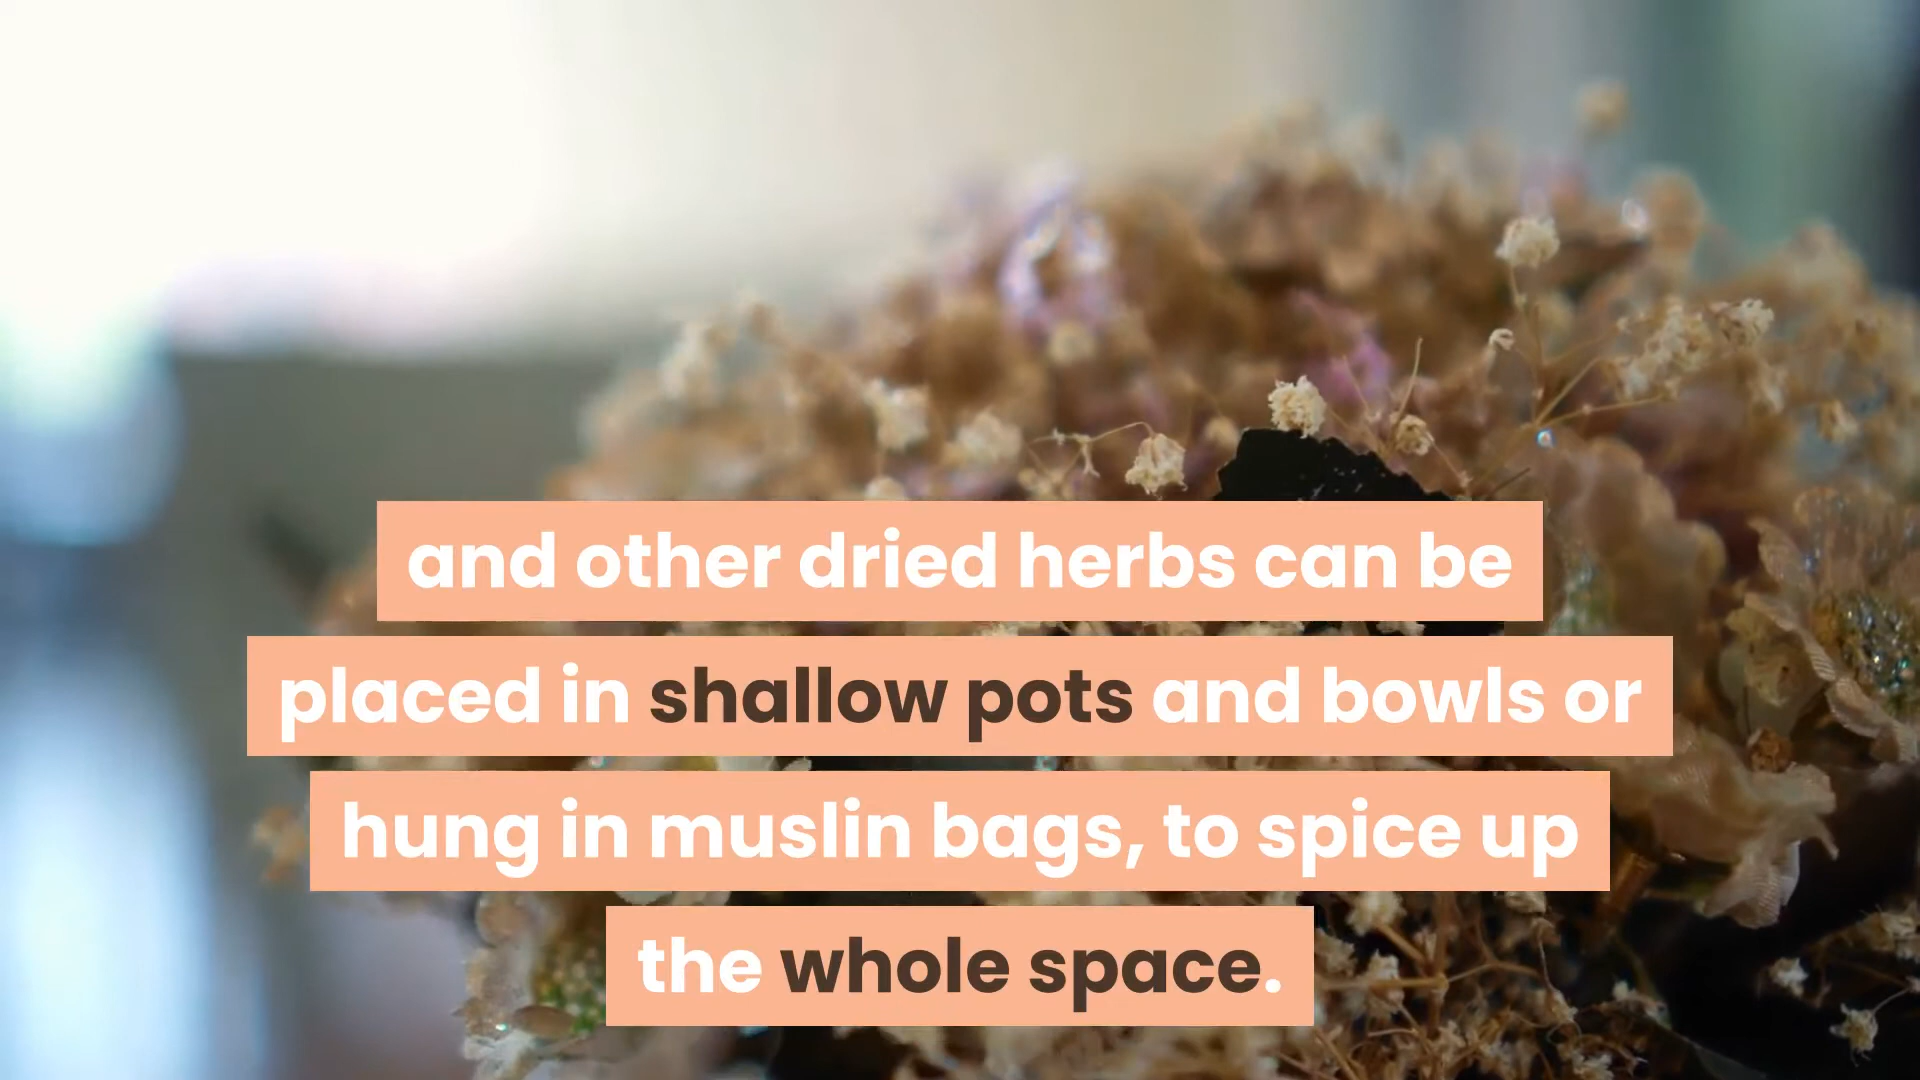 and other dried herbs can be
placed in shallow pots and bowls or
hung in muslin bags, to spice up
the whole space.